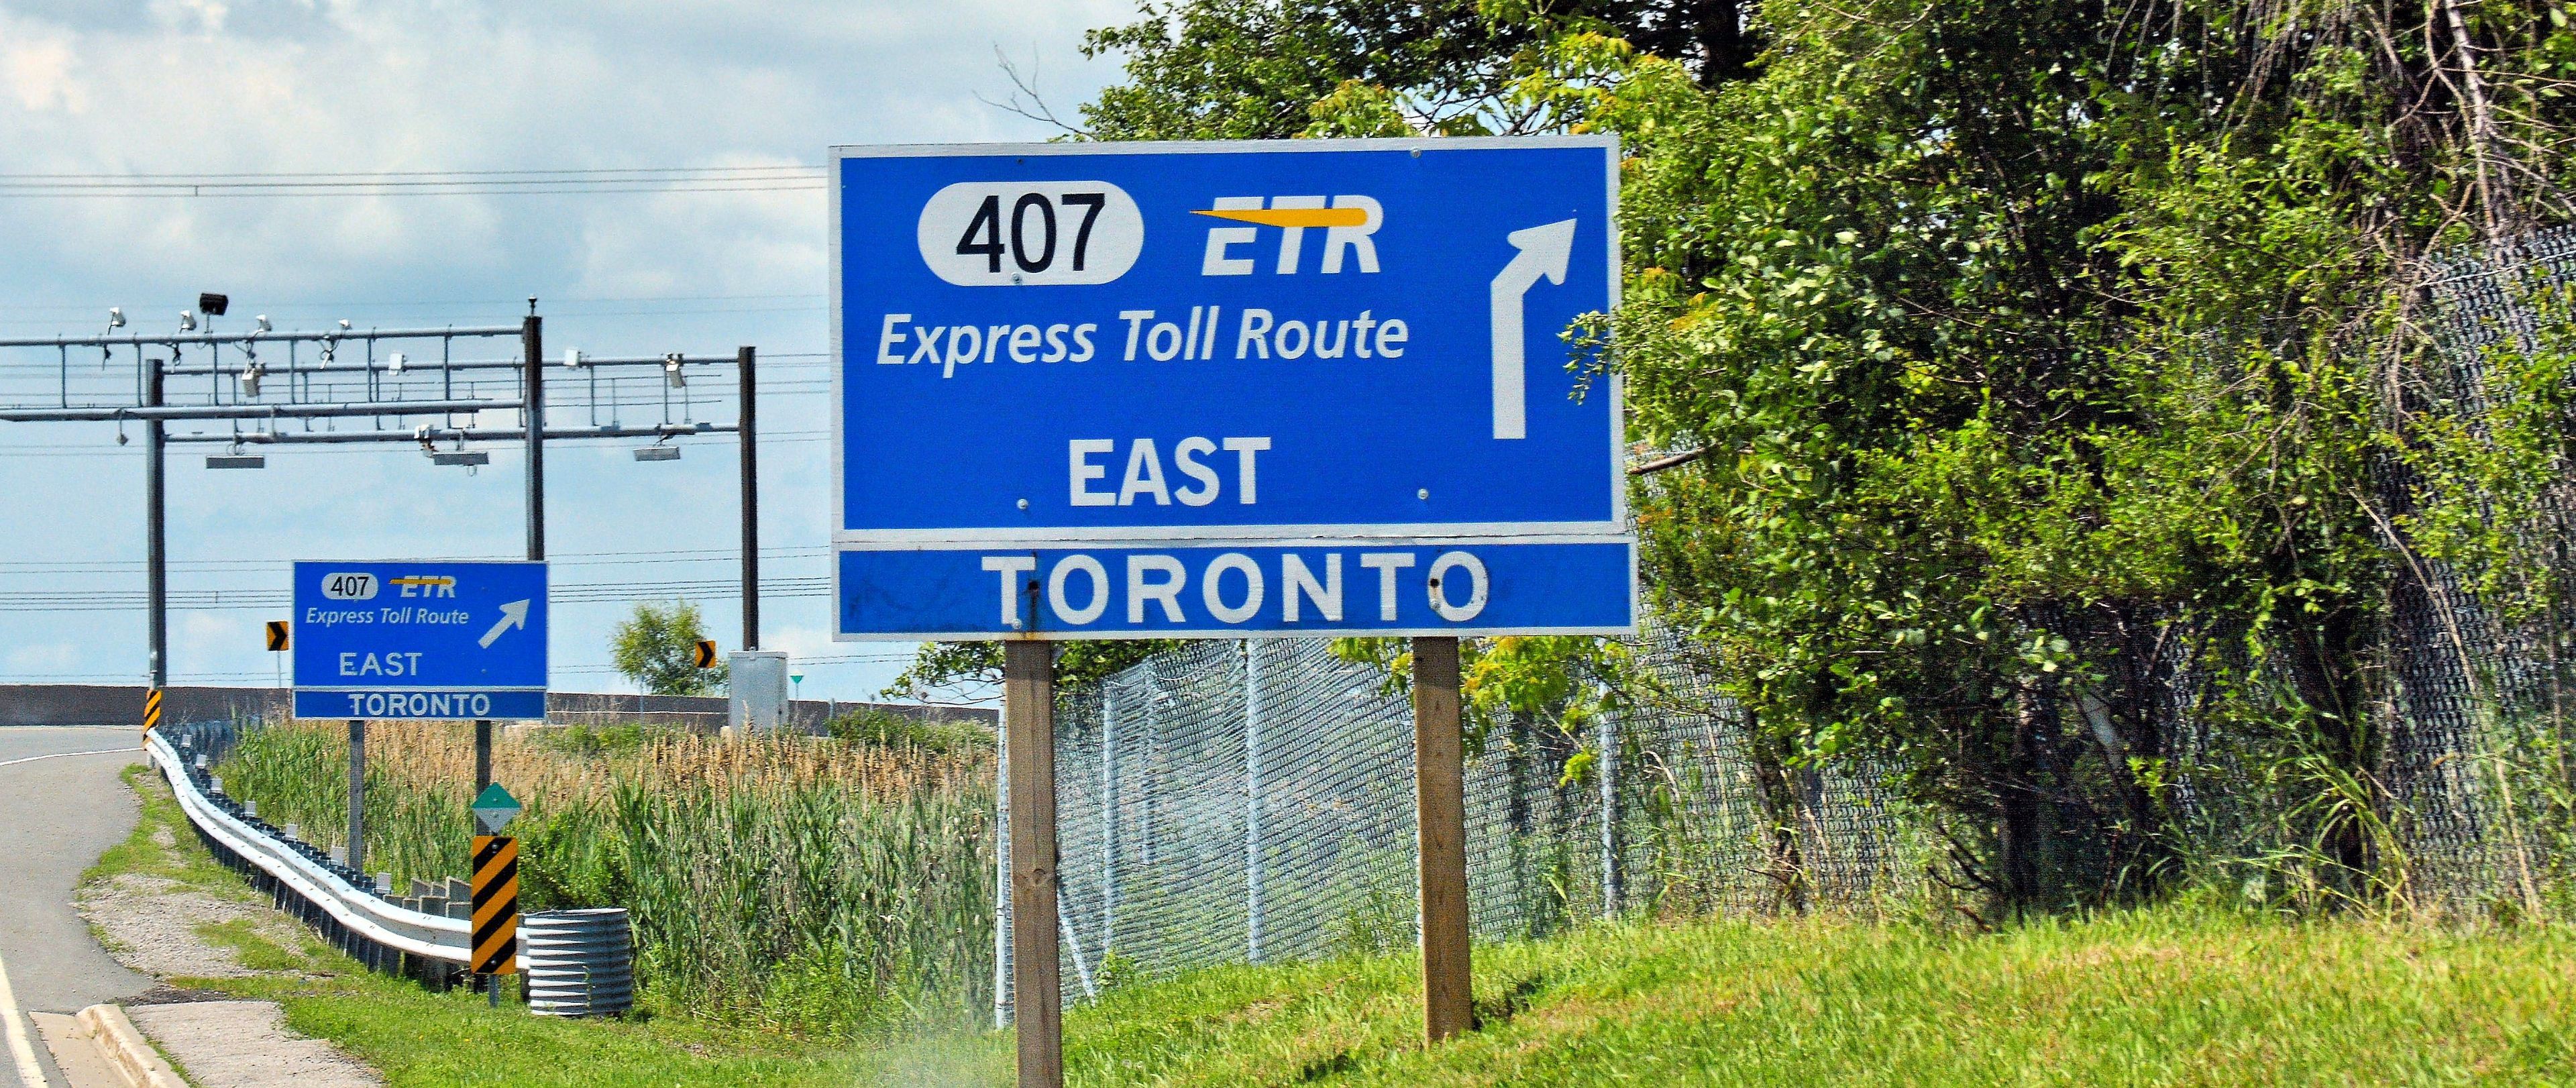 407 ETR
Express Toll Route
EAST
TORONTO
407 ETR
Express Toll Route
EAST
TORONTO